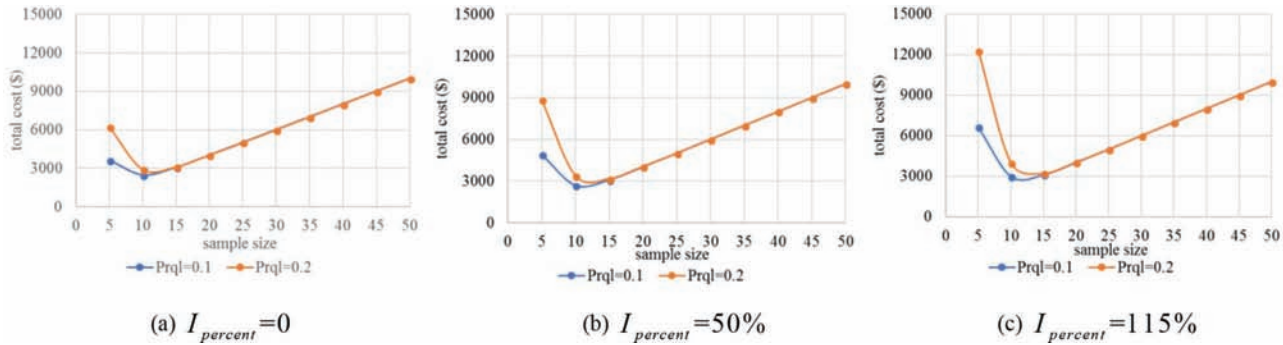 15000
12000
9000
6000
3000
0
total cost ($)
0 5 10 15 20 25 30 35 40 45 50
sample size
Prql=0.1 Prql=0.2
(a) I percent =0
15000
12000
9000
6000
3000
0
total cost ($)
0 5 10 15 20 25 30 35 40 45 50
sample size
Prql=0.1 Prql=0.2
(b) I percent =50%
15000
12000
9000
6000
3000
0
total cost ($)
0 5 10 15 20 25 30 35 40 45 50
sample size
Prql=0.1 Prql=0.2
(c) I percent =115%